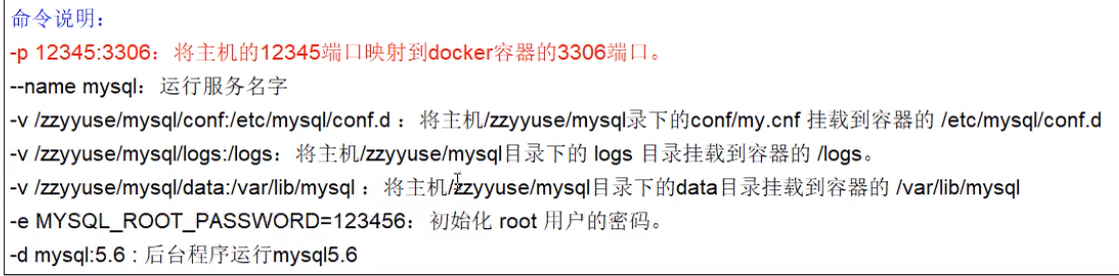 命令说明：
-p 12345:3306：将主机的12345端口映射到docker容器的3306端口。
--name mysql：运行服务名字
-v /zzyyuse/mysql/conf:/etc/mysql/conf.d ：将主机/zzyyuse/mysql录下的conf/my.cnf 挂载到容器的 /etc/mysql/conf.d
-v /zzyyuse/mysql/logs:/logs：将主机/zzyyuse/mysql目录下的 logs 目录挂载到容器的 /logs。
-v /zzyyuse/mysql/data:/var/lib/mysql ：将主机/zzyyuse/mysql目录下的data目录挂载到容器的 /var/lib/mysql
-e MYSQL_ROOT_PASSWORD=123456：初始化 root 用户的密码。
-d mysql:5.6 : 后台程序运行mysql5.6